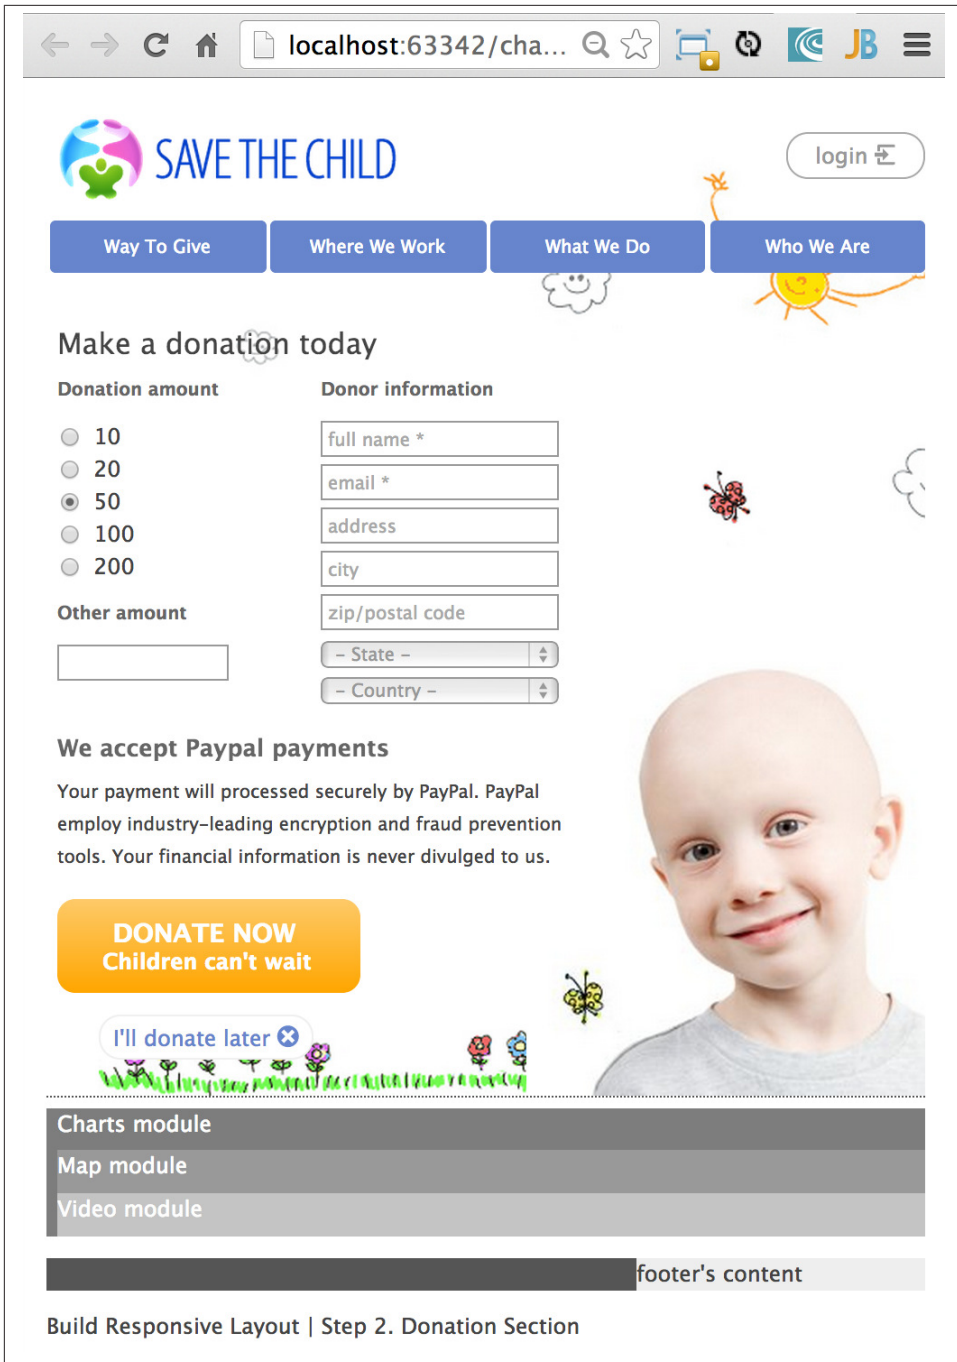 localhost:63342/cha...
JB
SAVE THE CHILD
login
Way To Give
Where We Work
What We Do
Who We Are
Make a donation today
Donation amount
10
20
50
100
200
Other amount
Donor information
full name *
email *
address
city
zip/postal code
– State –
– Country –
We accept Paypal payments
Your payment will processed securely by PayPal. PayPal
employ industry–leading encryption and fraud prevention
tools. Your financial information is never divulged to us.
DONATE NOW
Children can't wait
I'll donate later
Charts module
Map module
Video module
footer's content
Build Responsive Layout | Step 2. Donation Section